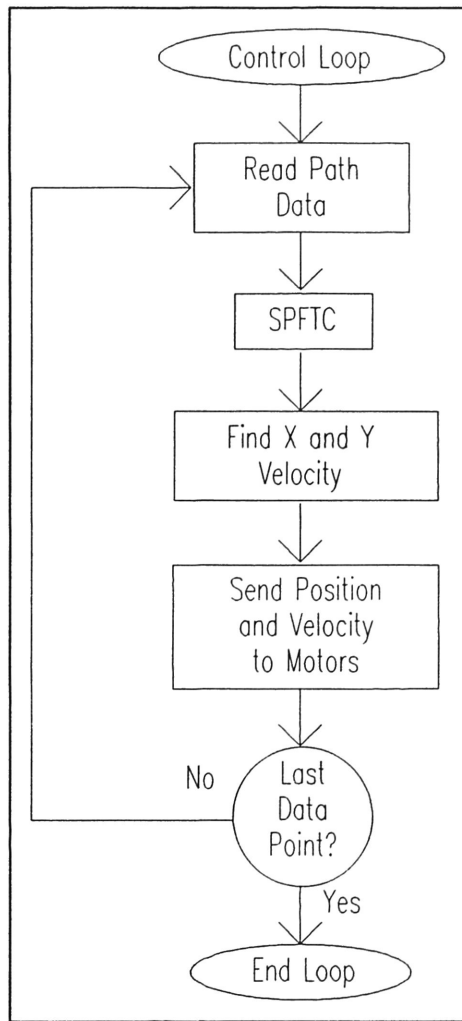 Control Loop
Read Path
Data
SPFTC
Find X and Y
Velocity
Send Position
and Velocity
to Motors
No
Last
Data
Point?
Yes
End Loop